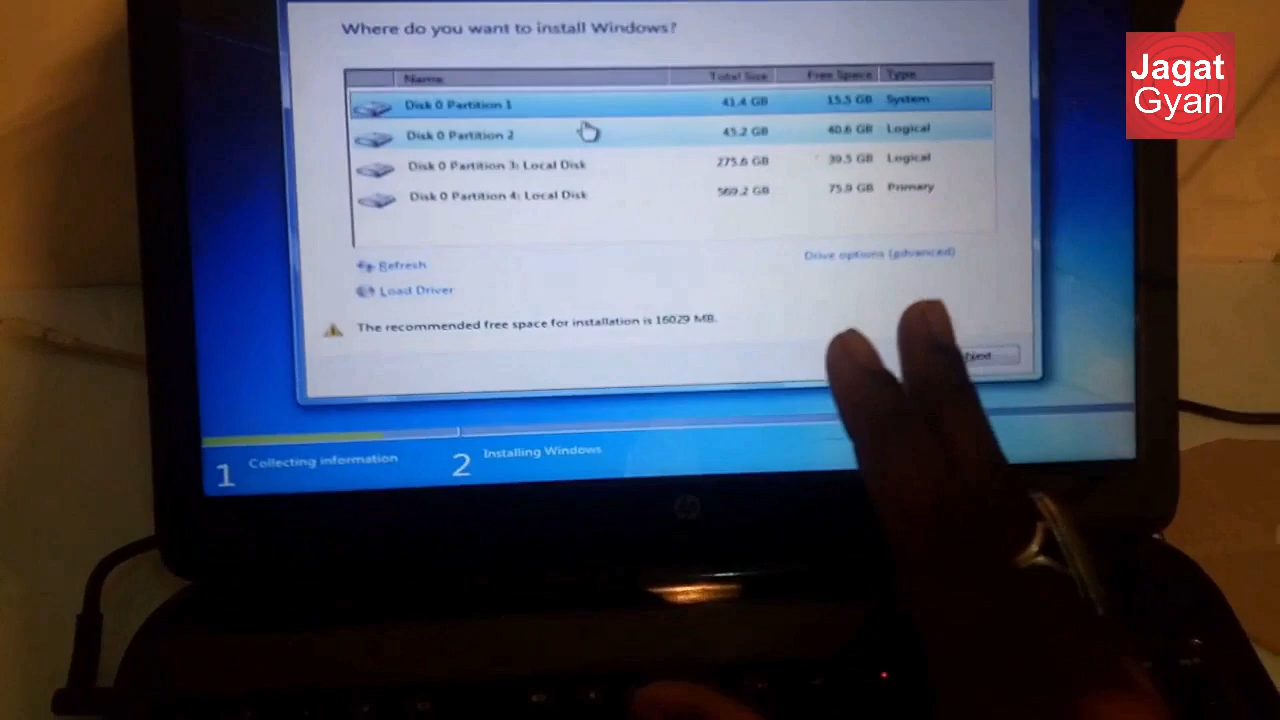 Where do you want to install Windows?
Name Total Size Free Space Type
Disk 0 Partition 1 43.4 GB 15.5 GB System
Disk 0 Partition 2 45.2 GB 40.6 GB Logical
Disk 0 Partition 3: Local Disk 275.6 GB 39.5 GB Logical
Disk 0 Partition 4: Local Disk 569.2 GB 75.9 GB Primary
Refresh
Drive options (advanced)
Load Driver
The recommended free space for installation is 16029 MB.
Next
1 Collecting information
2 Installing Windows
hp
Jagat
Gyan